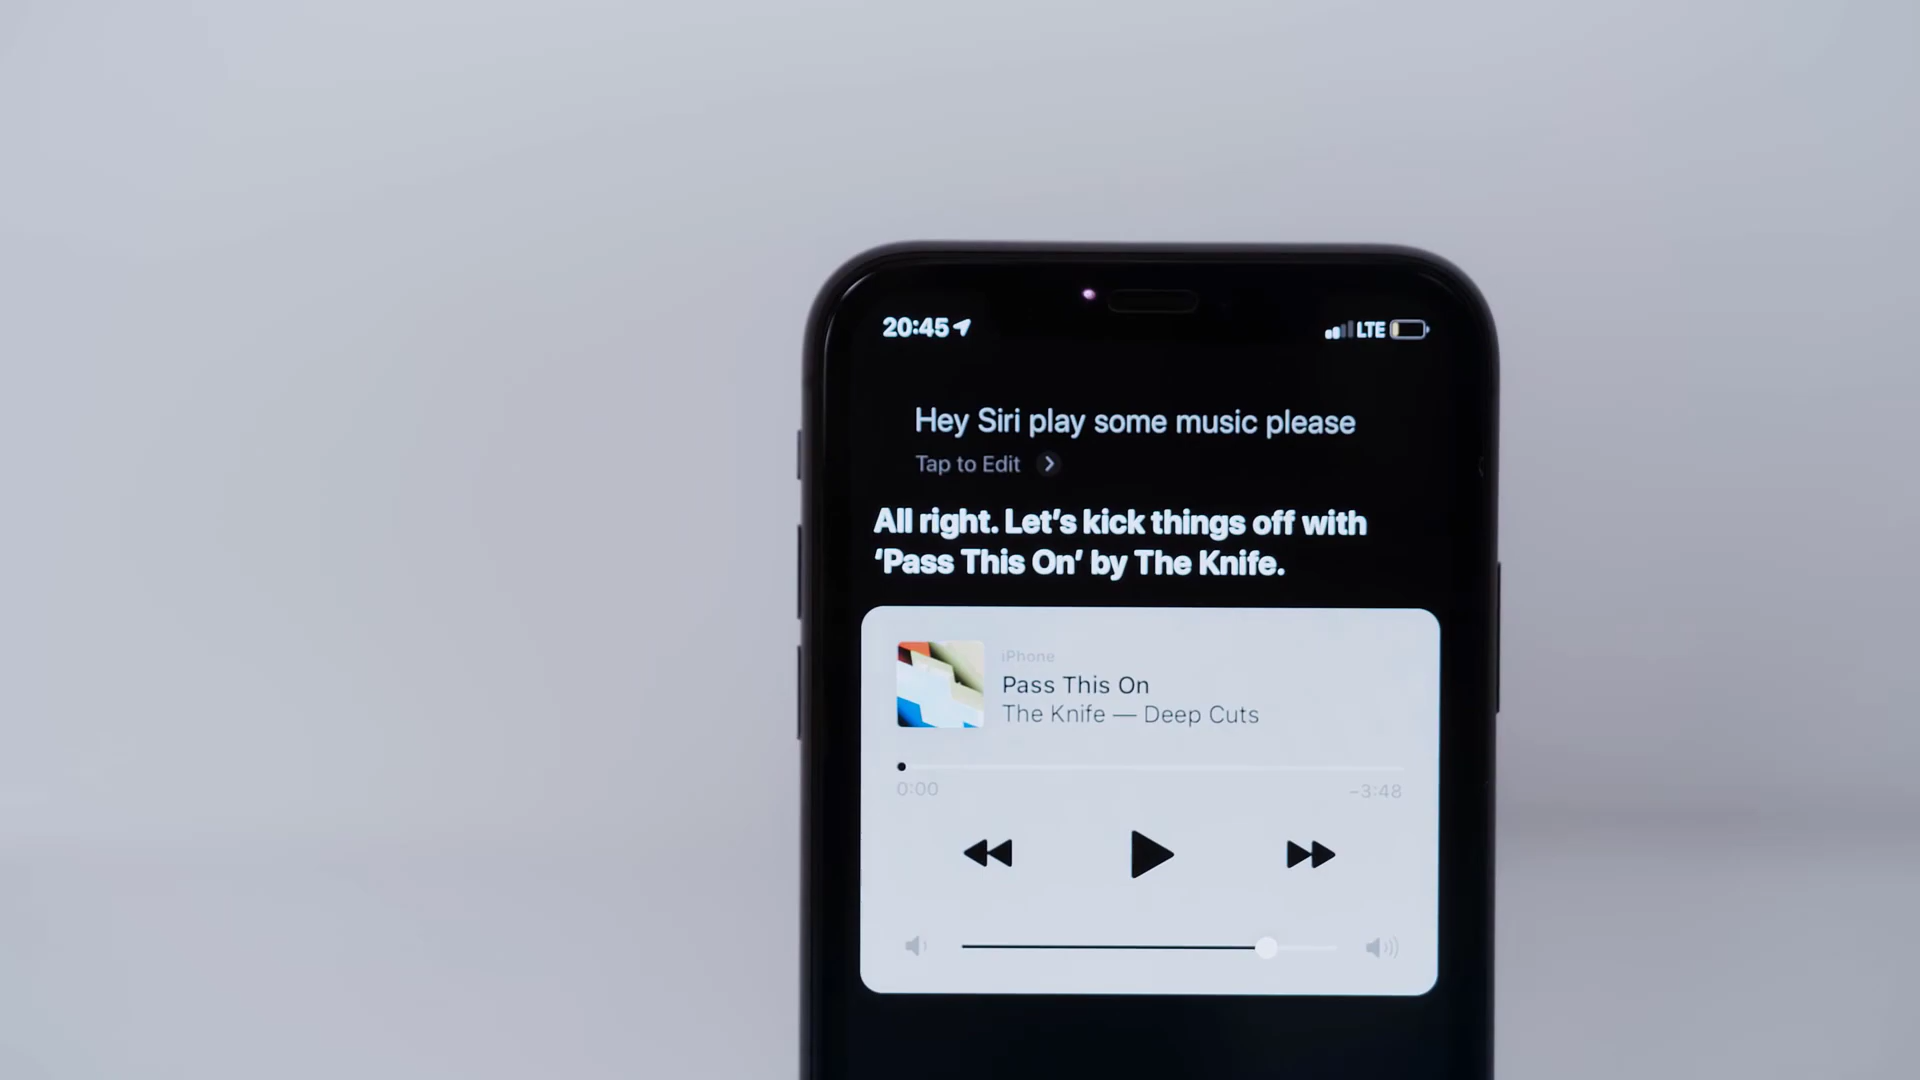 20:45 LTE
Hey Siri play some music please
Tap to Edit
All right. Let’s kick things off with
‘Pass This On’ by The Knife.
iPhone
Pass This On
The Knife — Deep Cuts
0:00 −3:48